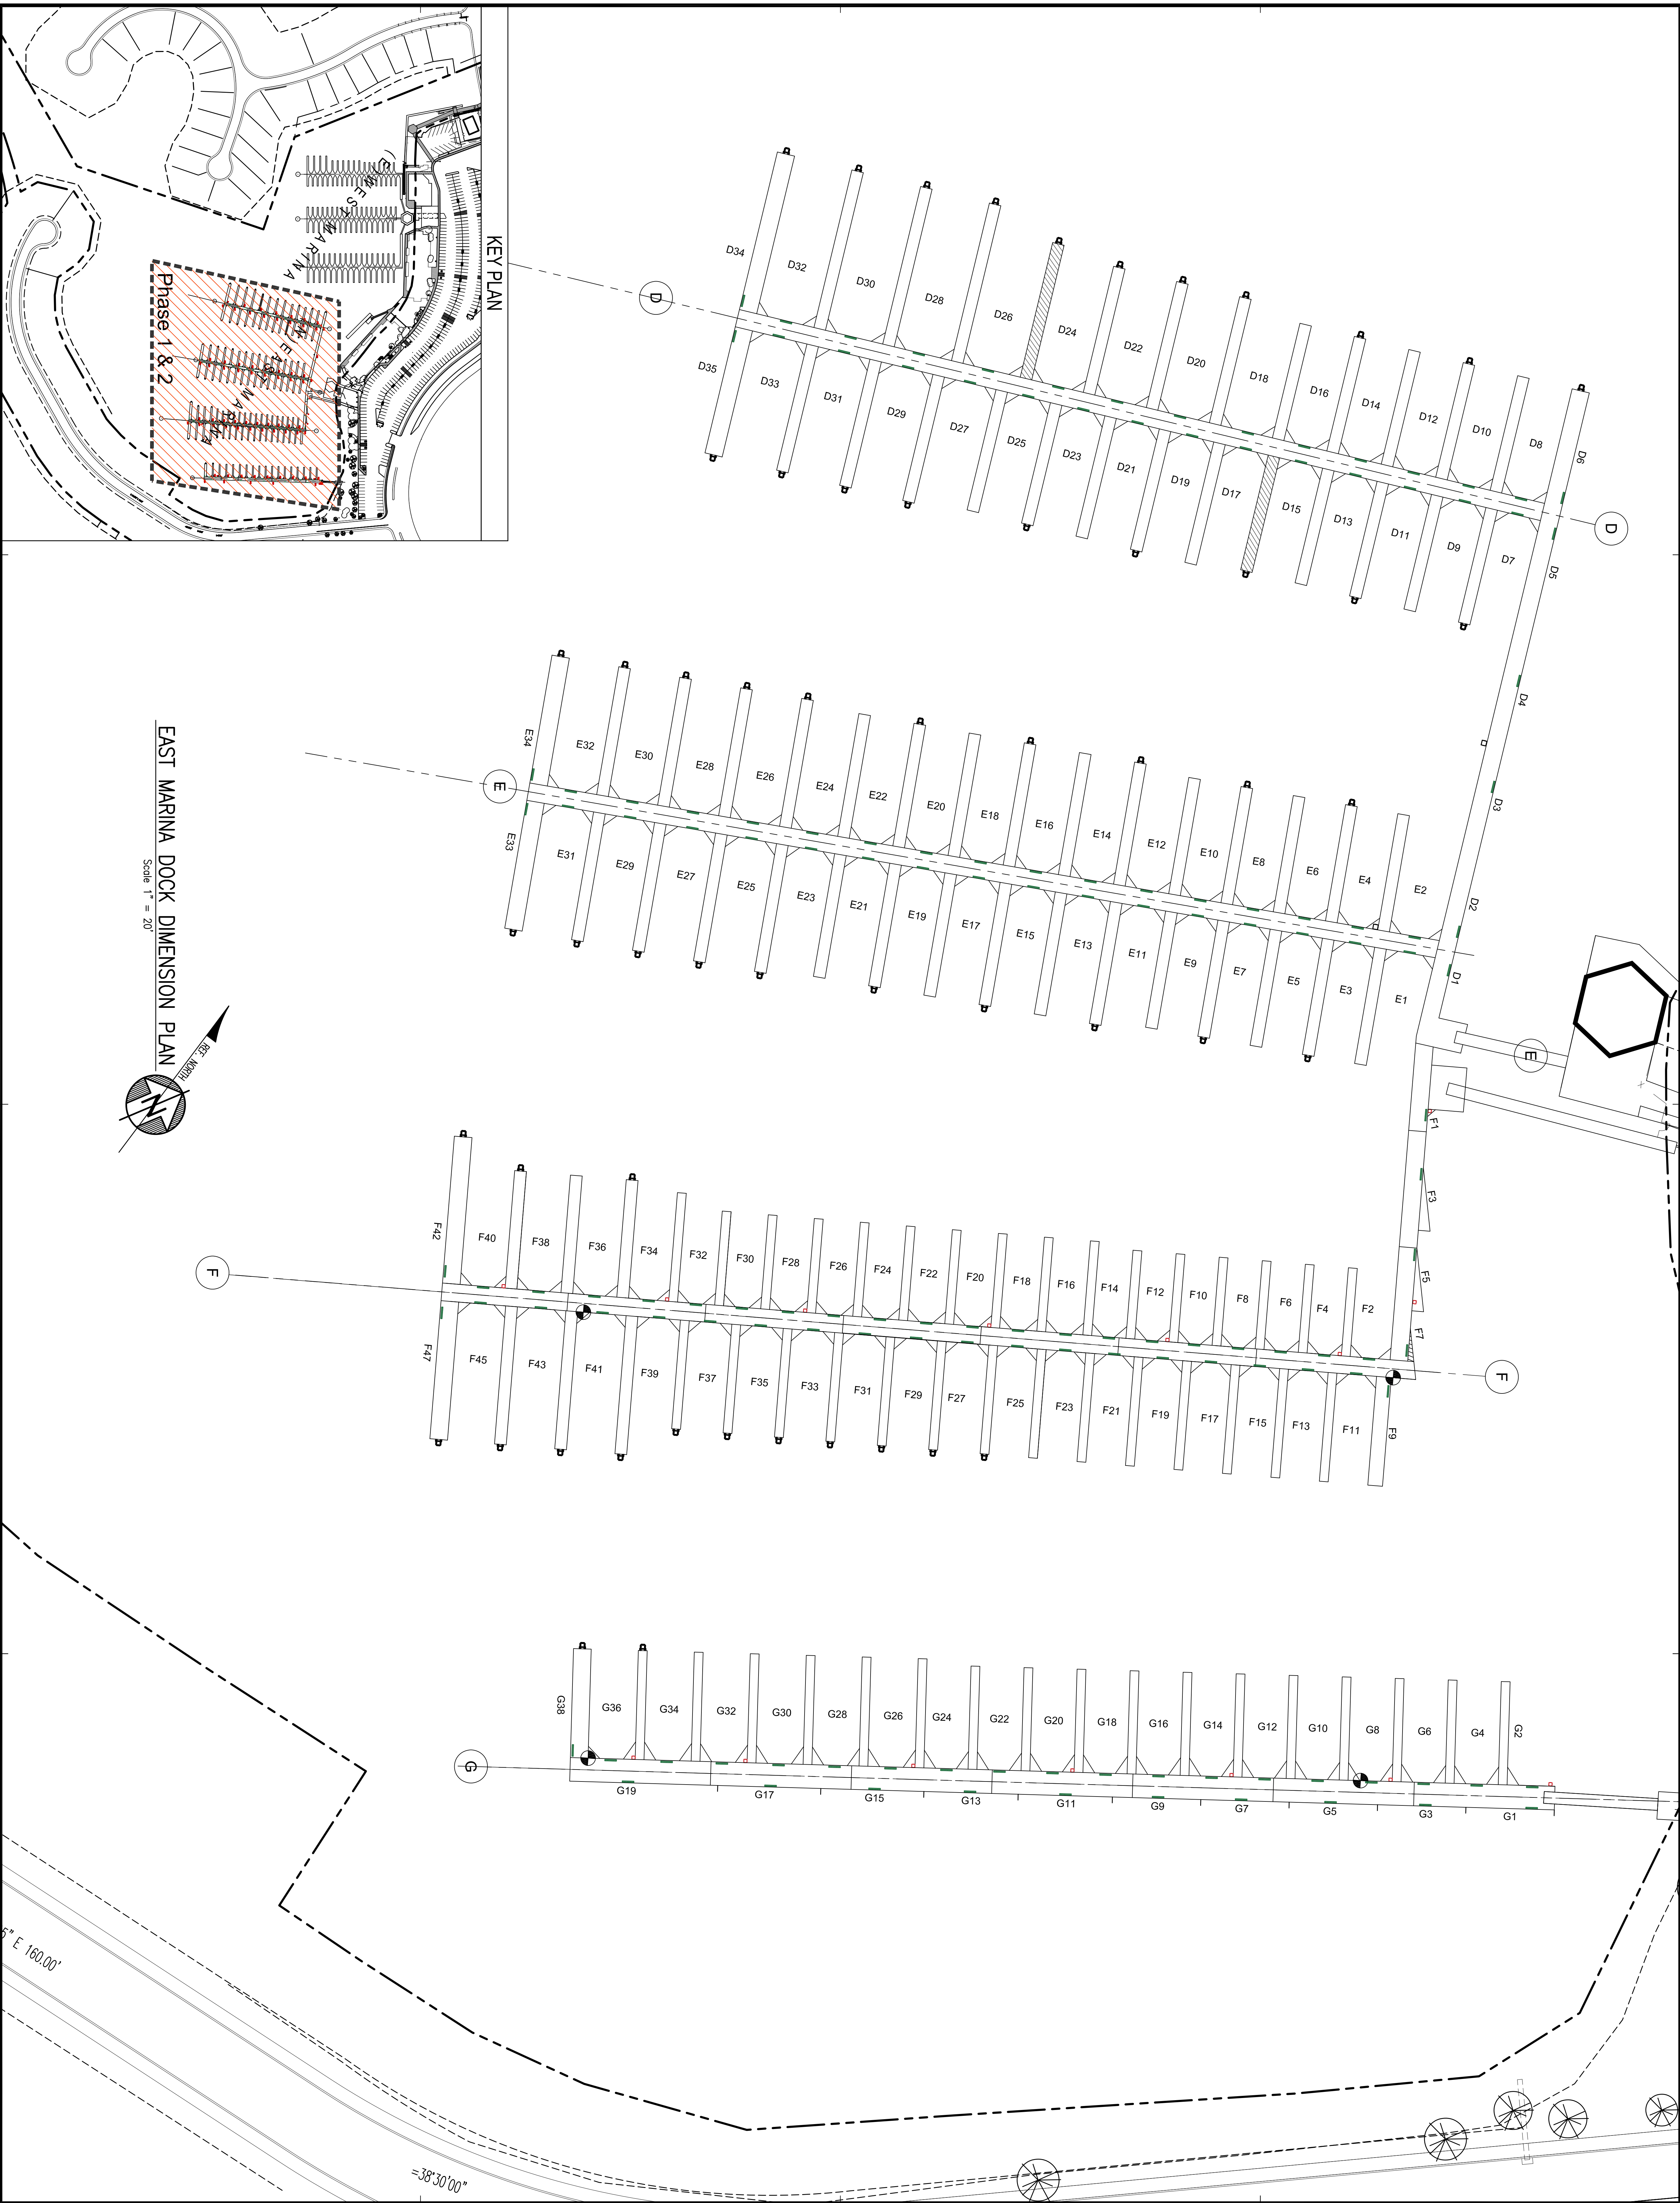 KEY PLAN
WEST MARINA
EAST MARINA
Phase 1 & 2
EAST MARINA DOCK DIMENSION PLAN
Scale 1" = 20'
REF. NORTH
N
D
D
D34
D32
D30
D28
D26
D24
D22
D20
D18
D16
D14
D12
D10
D8
D6
D35
D33
D31
D29
D27
D25
D23
D21
D19
D17
D15
D13
D11
D9
D7
D5
D4
D3
D2
D1
E
E
E34
E32
E30
E28
E26
E24
E22
E20
E18
E16
E14
E12
E10
E8
E6
E4
E2
E33
E31
E29
E27
E25
E23
E21
E19
E17
E15
E13
E11
E9
E7
E5
E3
E1
F1
F3
F5
F7
F9
F
F
F42
F40
F38
F36
F34
F32
F30
F28
F26
F24
F22
F20
F18
F16
F14
F12
F10
F8
F6
F4
F2
F47
F45
F43
F41
F39
F37
F35
F33
F31
F29
F27
F25
F23
F21
F19
F17
F15
F13
F11
G
G38
G36
G34
G32
G30
G28
G26
G24
G22
G20
G18
G16
G14
G12
G10
G8
G6
G4
G2
G19
G17
G15
G13
G11
G9
G7
G5
G3
G1
5" E 160.00'
=38°30'00"